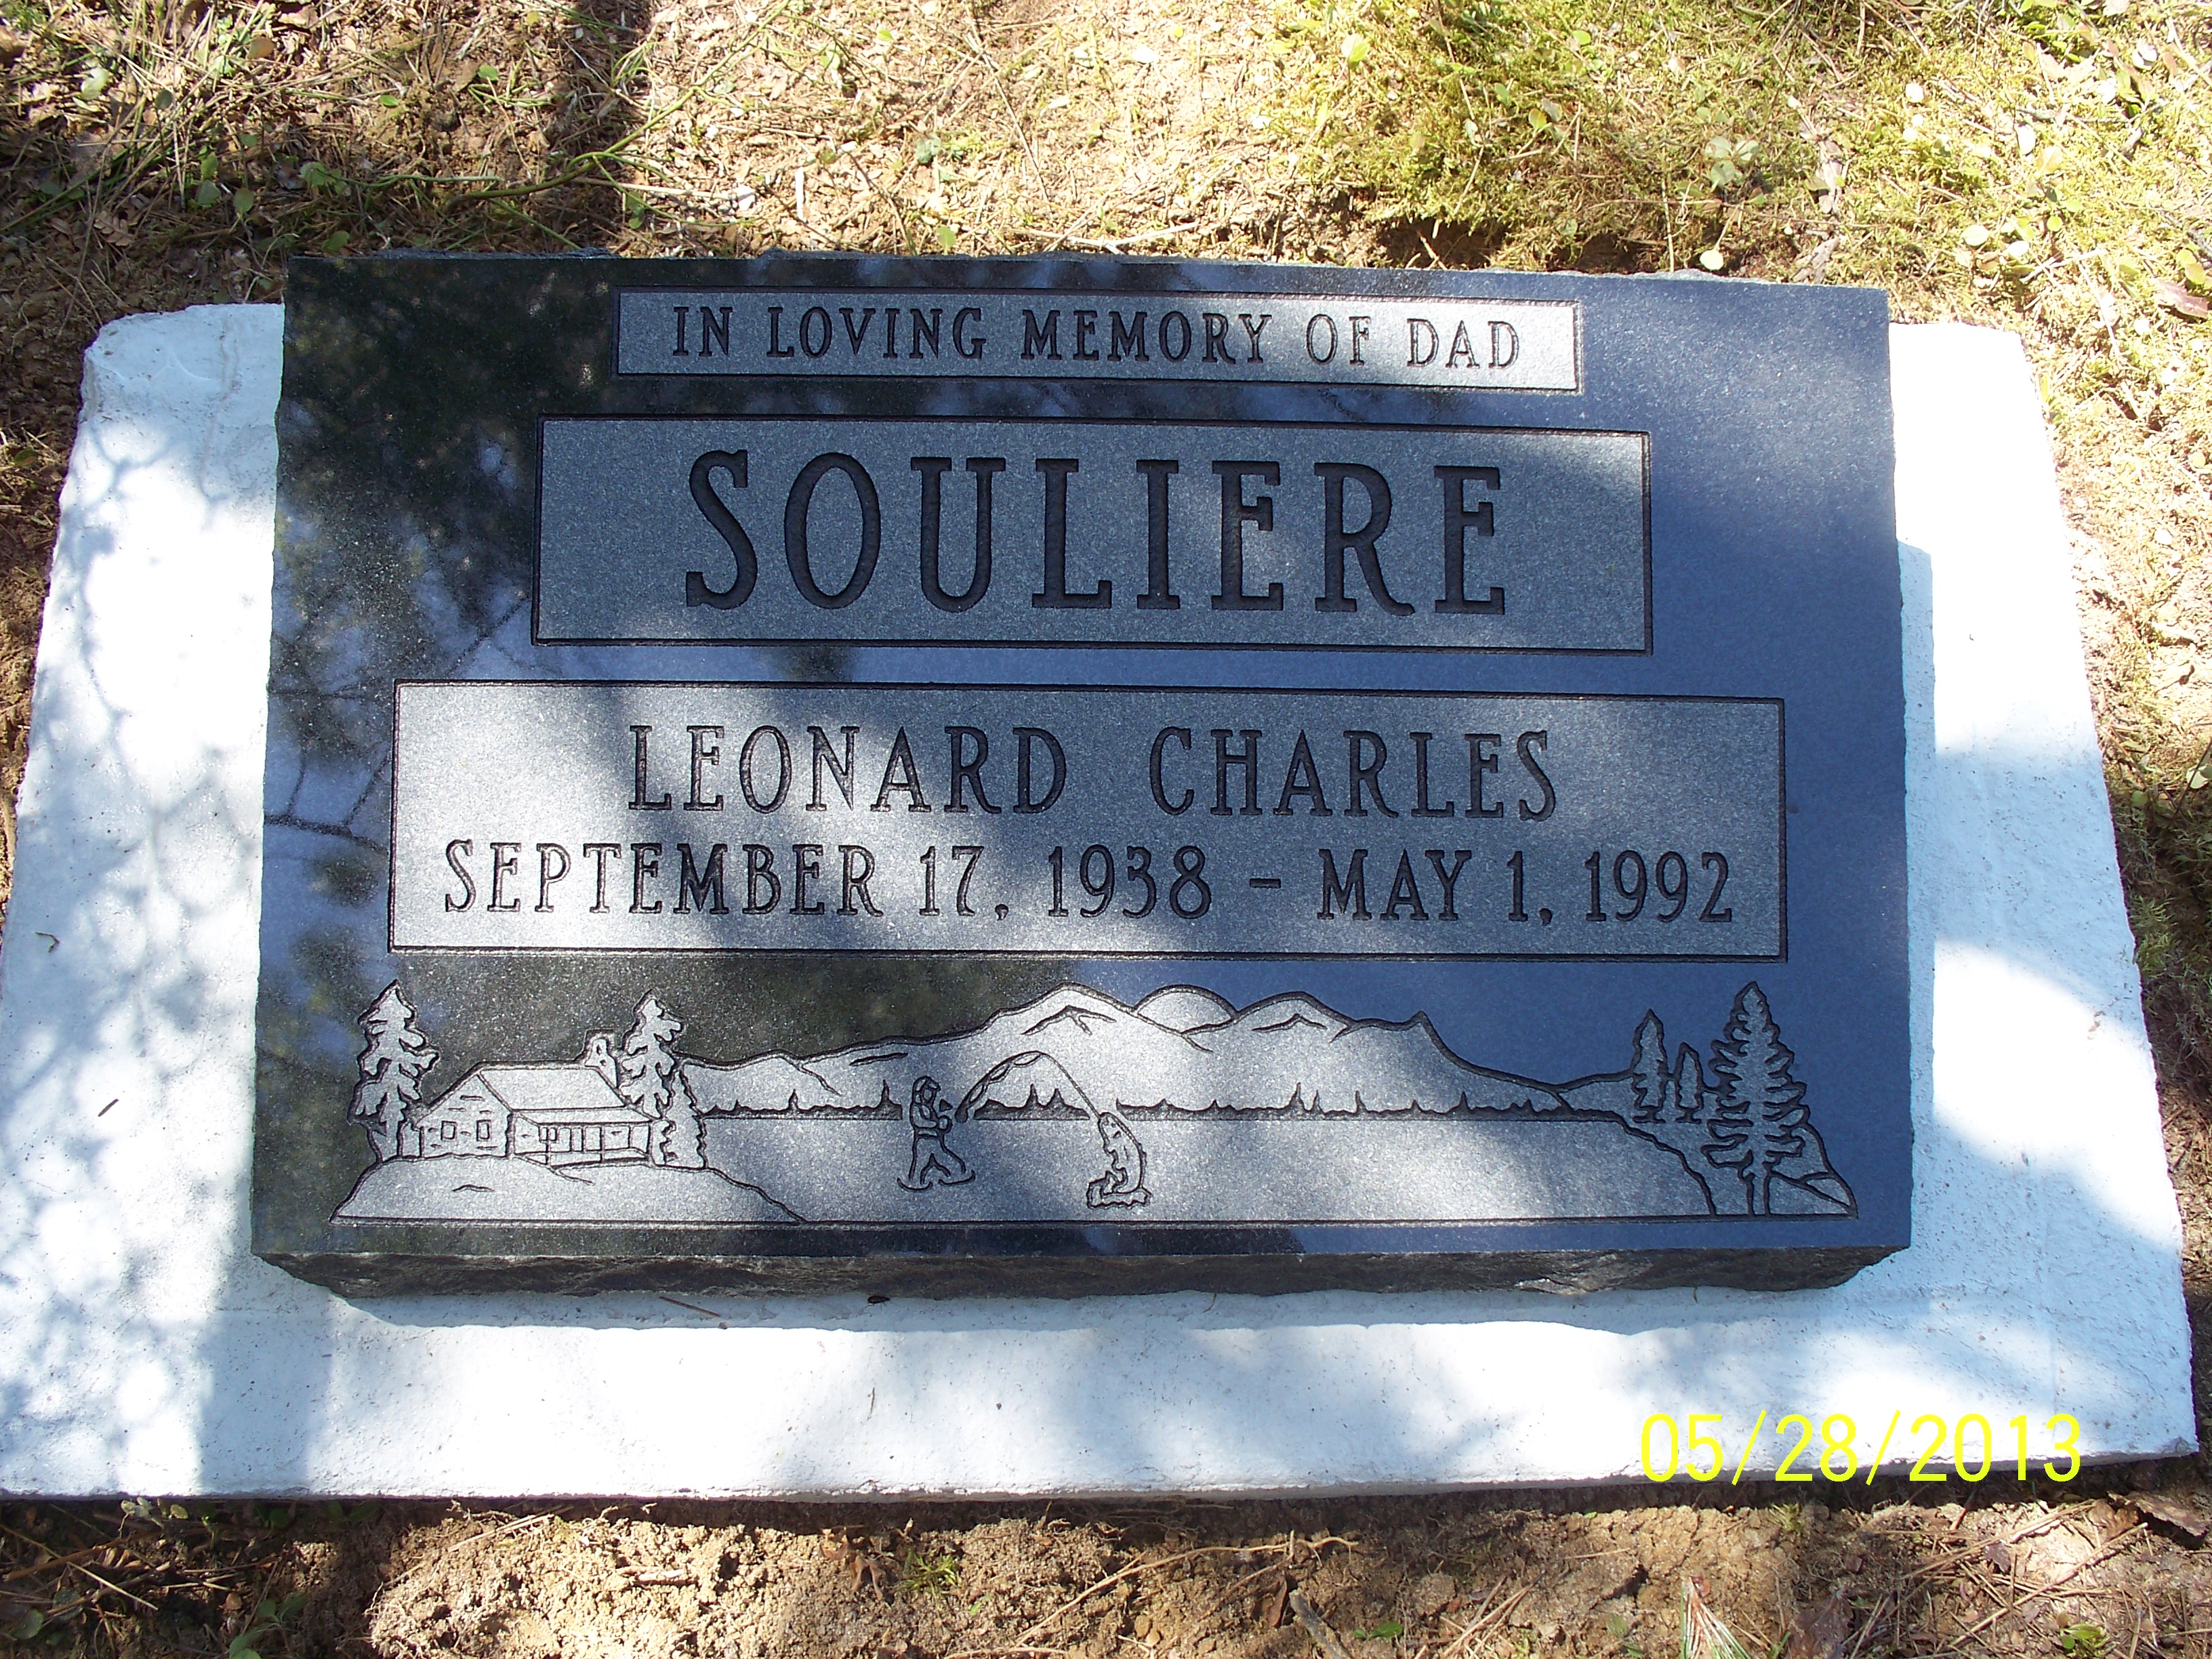 IN LOVING MEMORY OF DAD
SOULIERE
LEONARD CHARLES
SEPTEMBER 17, 1938 - MAY 1, 1992
05/28/2013